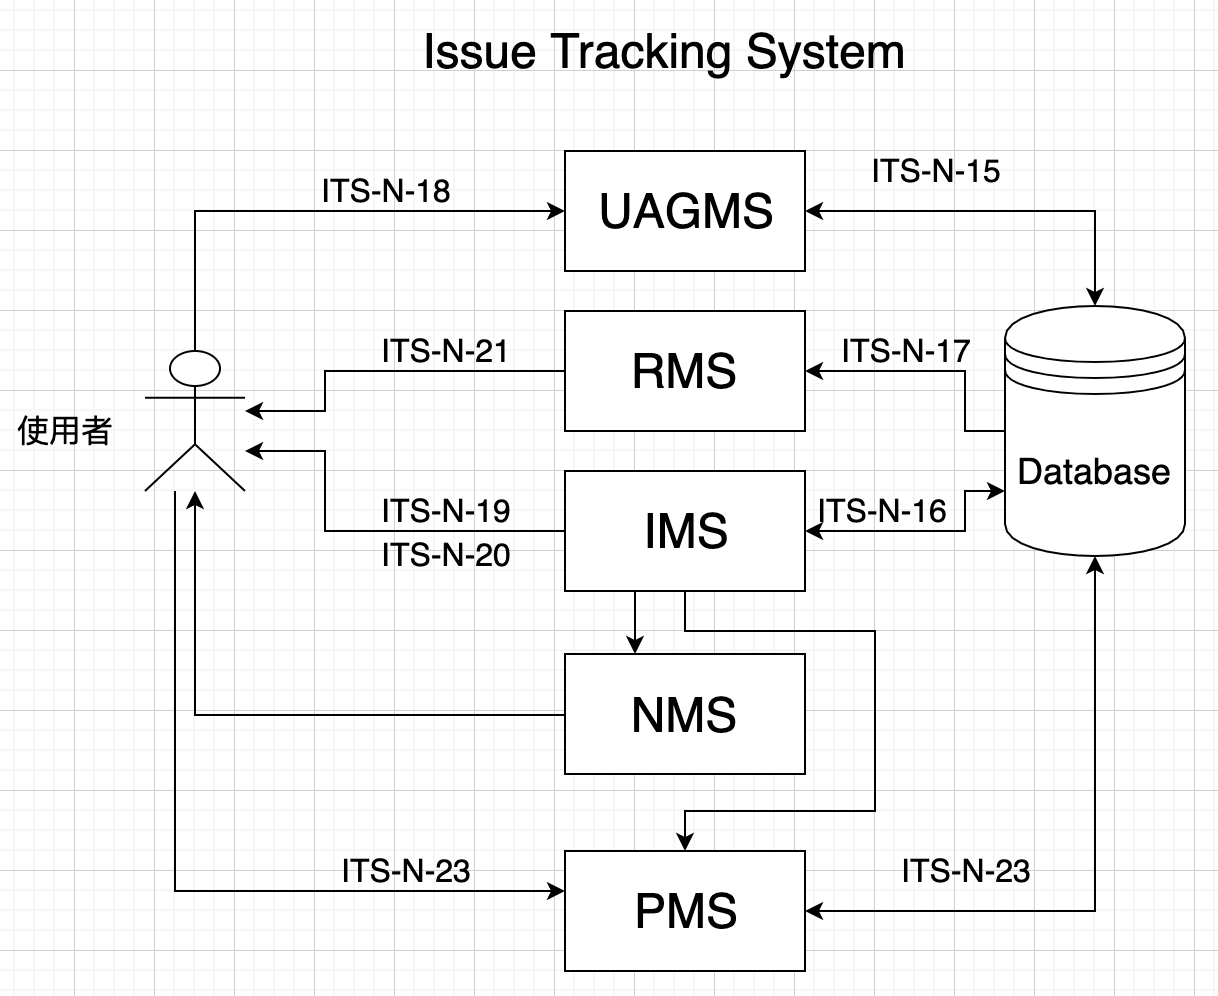 Issue Tracking System
ITS-N-15
ITS-N-18
UAGMS
ITS-N-21
RMS
ITS-N-17
使用者
Database
ITS-N-19
IMS
ITS-N-16
ITS-N-20
NMS
ITS-N-23
ITS-N-23
PMS